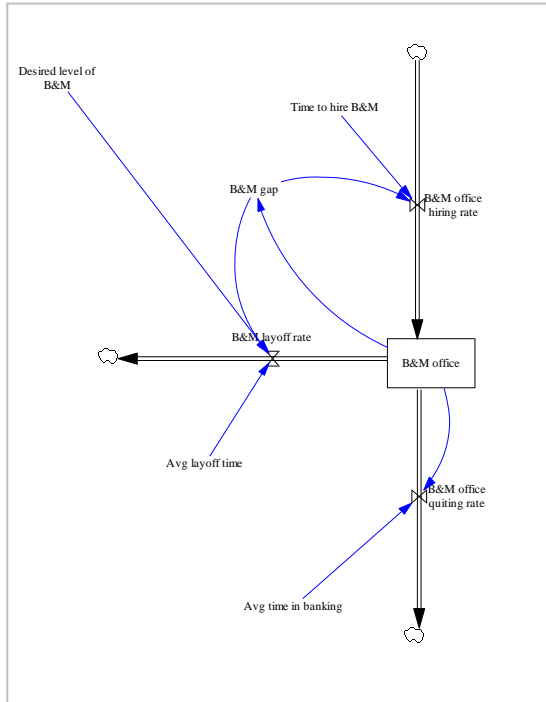 Desired level of
B&M
Time to hire B&M
B&M gap
B&M office
hiring rate
B&M layoff rate
B&M office
Avg layoff time
B&M office
quiting rate
Avg time in banking